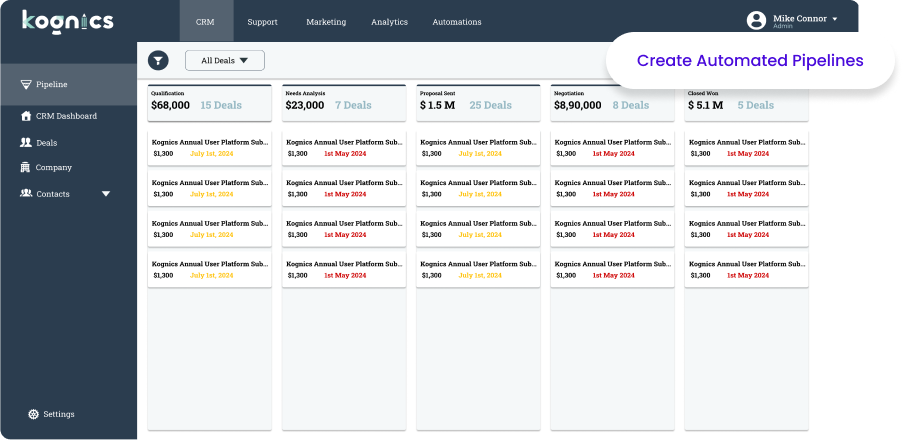 kognics
CRM
Support
Marketing
Analytics
Automations
Mike Connor
Admin
Create Automated Pipelines
All Deals
Pipeline
CRM Dashboard
Deals
Company
Contacts
Settings
Qualification
$68,000 15 Deals
Kognics Annual User Platform Sub...
$1,300 July 1st, 2024
Kognics Annual User Platform Sub...
$1,300 July 1st, 2024
Kognics Annual User Platform Sub...
$1,300 July 1st, 2024
Kognics Annual User Platform Sub...
$1,300 July 1st, 2024
Needs Analysis
$23,000 7 Deals
Kognics Annual User Platform Sub...
$1,300 1st May 2024
Kognics Annual User Platform Sub...
$1,300 1st May 2024
Kognics Annual User Platform Sub...
$1,300 1st May 2024
Kognics Annual User Platform Sub...
$1,300 1st May 2024
Proposal Sent
$ 1.5 M 25 Deals
Kognics Annual User Platform Sub...
$1,300 July 1st, 2024
Kognics Annual User Platform Sub...
$1,300 July 1st, 2024
Kognics Annual User Platform Sub...
$1,300 July 1st, 2024
Kognics Annual User Platform Sub...
$1,300 July 1st, 2024
Negotiation
$8,90,000 8 Deals
Kognics Annual User Platform Sub...
$1,300 1st May 2024
Kognics Annual User Platform Sub...
$1,300 1st May 2024
Kognics Annual User Platform Sub...
$1,300 1st May 2024
Kognics Annual User Platform Sub...
$1,300 1st May 2024
Closed Won
$ 5.1 M 5 Deals
Kognics Annual User Platform Sub...
$1,300 1st May 2024
Kognics Annual User Platform Sub...
$1,300 1st May 2024
Kognics Annual User Platform Sub...
$1,300 1st May 2024
Kognics Annual User Platform Sub...
$1,300 1st May 2024